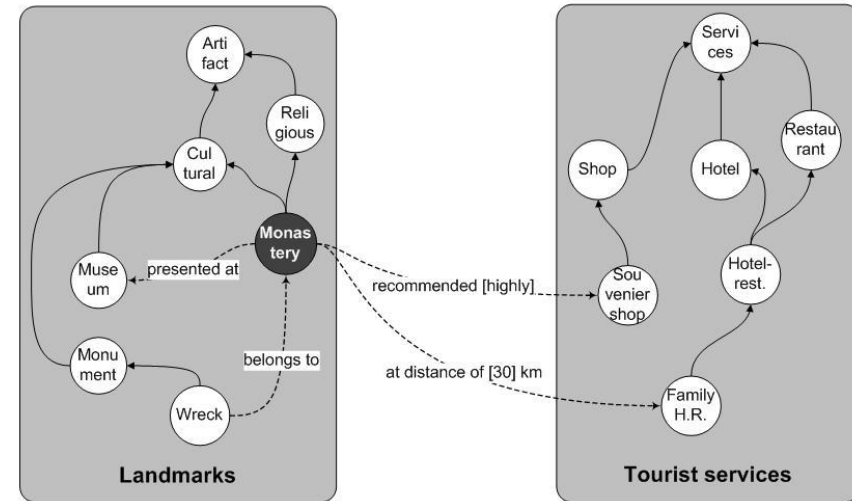 Arti
fact
Reli
gious
Cul
tural
Monas
tery
Muse
um
presented at
belongs to
Monu
ment
Wreck
Landmarks
recommended [highly]
at distance of [30] km
Servi
ces
Restau
rant
Shop
Hotel
Sou
venier
shop
Hotel-
rest.
Family
H.R.
Tourist services